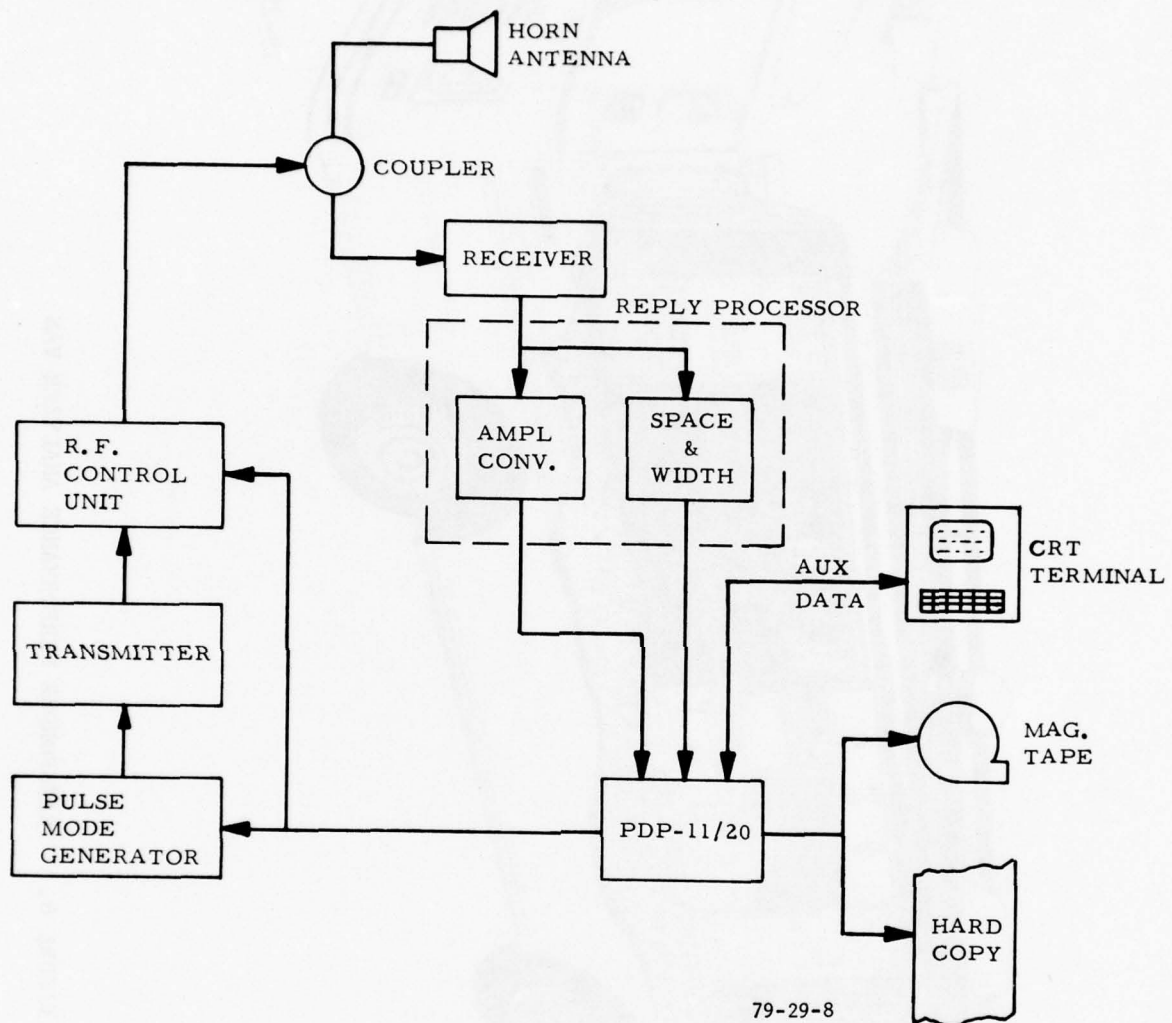 HORN
ANTENNA
COUPLER
RECEIVER
REPLY PROCESSOR
AMPL
CONV.
SPACE
&
WIDTH
R.F.
CONTROL
UNIT
AUX
DATA
CRT
TERMINAL
TRANSMITTER
MAG.
TAPE
PULSE
MODE
GENERATOR
PDP-11/20
HARD
COPY
79-29-8